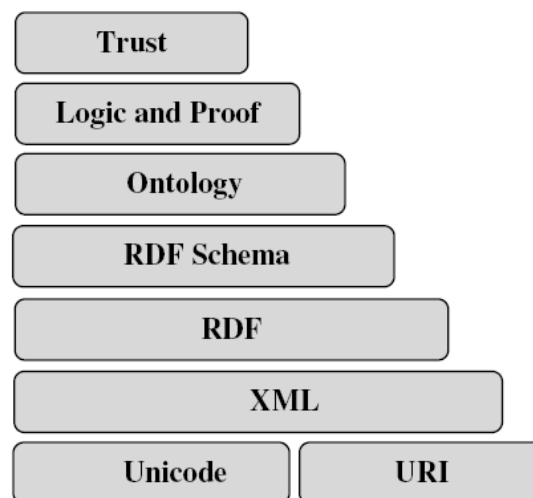 Trust
Logic and Proof
Ontology
RDF Schema
RDF
XML
Unicode URI